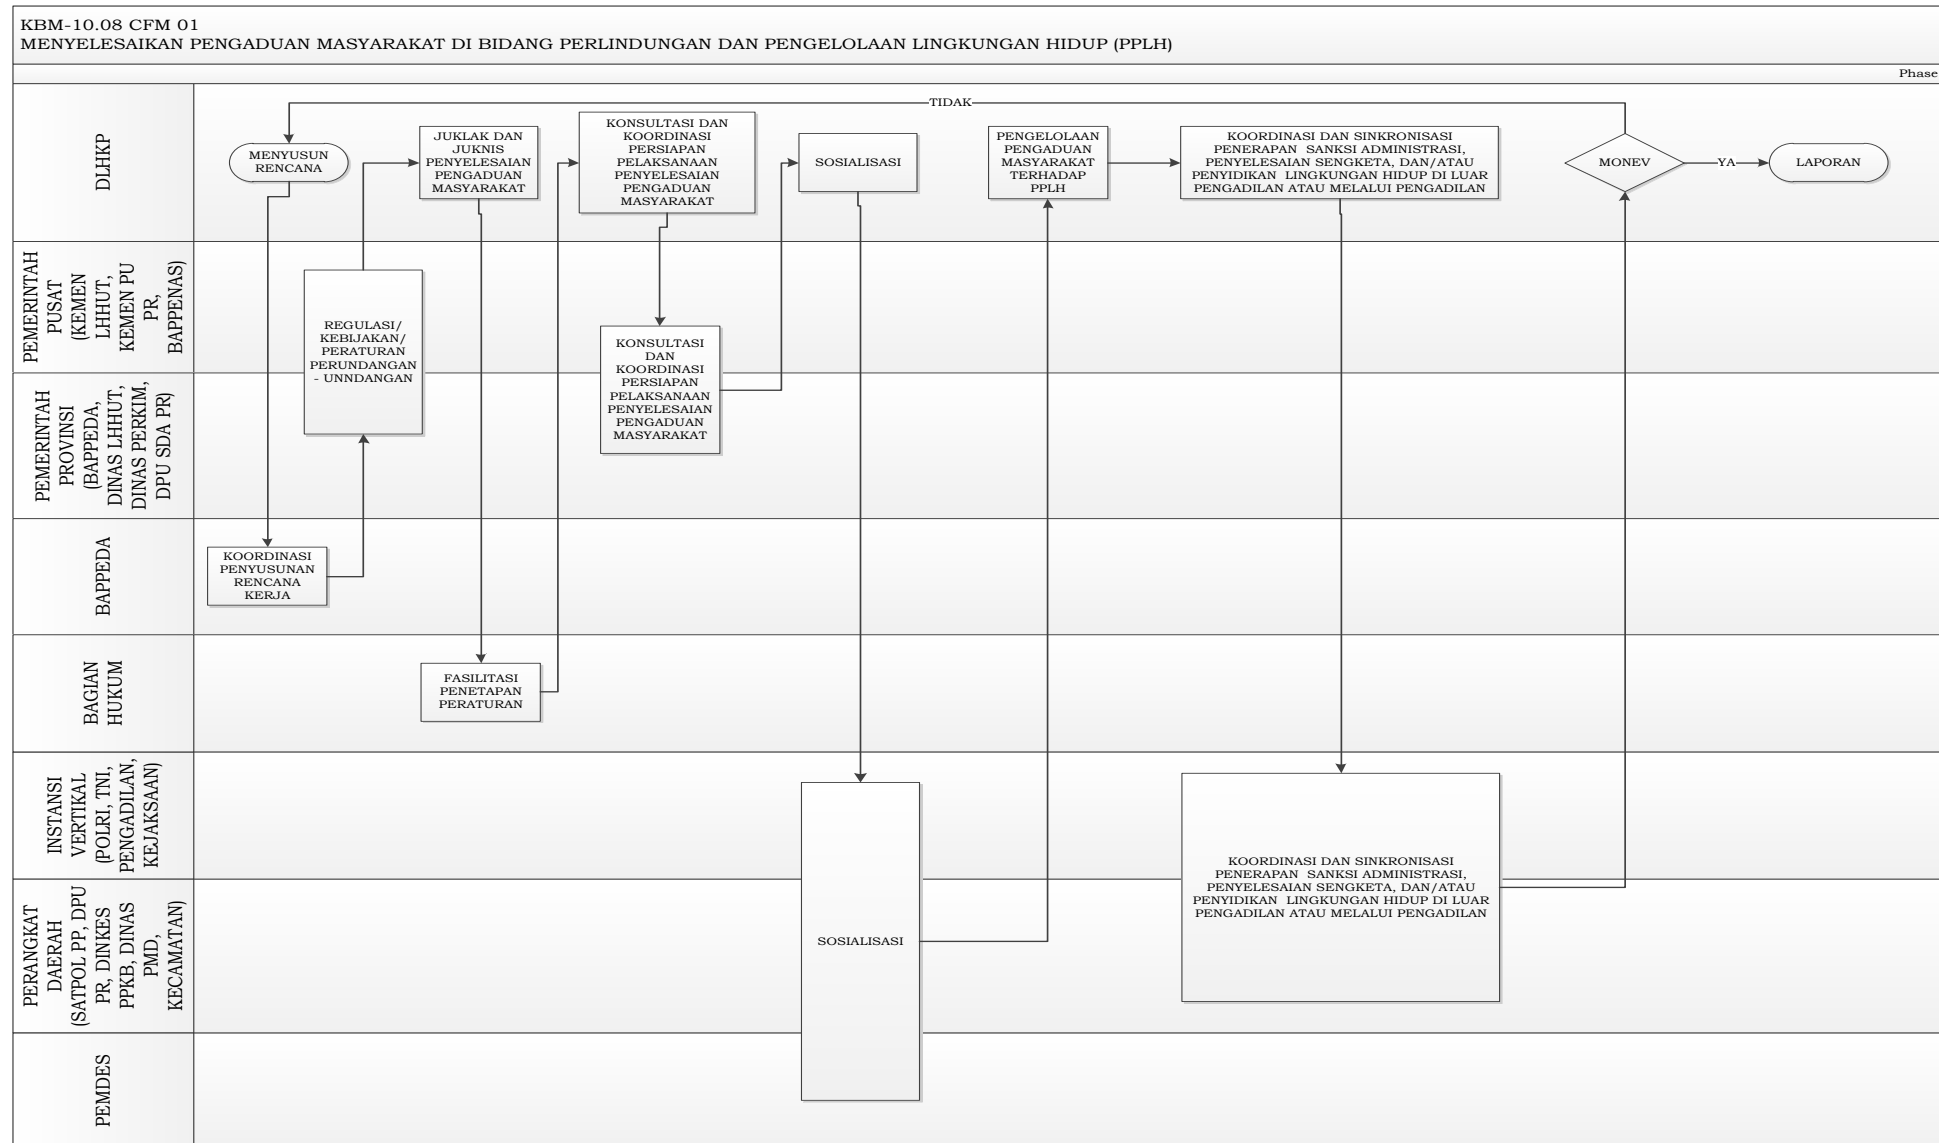 KBM-10.08 CFM 01
MENYELESAIKAN PENGADUAN MASYARAKAT DI BIDANG PERLINDUNGAN DAN PENGELOLAAN LINGKUNGAN HIDUP (PPLH)
Phase
DLHKP
TIDAK
MENYUSUN
RENCANA
JUKLAK DAN
JUKNIS
PENYELESAIAN
PENGADUAN
MASYARAKAT
KONSULTASI DAN
KOORDINASI
PERSIAPAN
PELAKSANAAN
PENYELESAIAN
PENGADUAN
MASYARAKAT
SOSIALISASI
PENGELOLAAN
PENGADUAN
MASYARAKAT
TERHADAP
PPLH
KOORDINASI DAN SINKRONISASI
PENERAPAN  SANKSI ADMINISTRASI,
PENYELESAIAN SENGKETA, DAN/ATAU
PENYIDIKAN  LINGKUNGAN HIDUP DI LUAR
PENGADILAN ATAU MELALUI PENGADILAN
MONEV
YA
LAPORAN
PEMERINTAH
PUSAT
(KEMEN
LHHUT,
KEMEN PU
PR,
BAPPENAS)
REGULASI/
KEBIJAKAN/
PERATURAN
PERUNDANGAN
- UNNDANGAN
KONSULTASI
DAN
KOORDINASI
PERSIAPAN
PELAKSANAAN
PENYELESAIAN
PENGADUAN
MASYARAKAT
PEMERINTAH
PROVINSI
(BAPPEDA,
DINAS LHHUT,
DINAS PERKIM,
DPU SDA PR)
BAPPEDA
KOORDINASI
PENYUSUNAN
RENCANA
KERJA
BAGIAN
HUKUM
FASILITASI
PENETAPAN
PERATURAN
INSTANSI
VERTIKAL
(POLRI, TNI,
PENGADILAN,
KEJAKSAAN)
SOSIALISASI
KOORDINASI DAN SINKRONISASI
PENERAPAN  SANKSI ADMINISTRASI,
PENYELESAIAN SENGKETA, DAN/ATAU
PENYIDIKAN  LINGKUNGAN HIDUP DI LUAR
PENGADILAN ATAU MELALUI PENGADILAN
PERANGKAT
DAERAH
(SATPOL PP, DPU
PR, DINKES
PPKB, DINAS
PMD,
KECAMATAN)
PEMDES